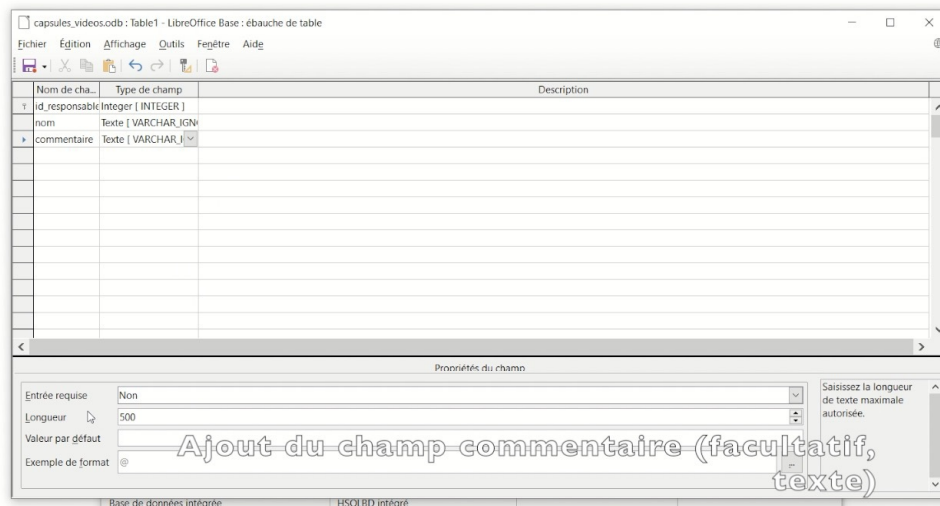 capsules_videos.odb : Table1 - LibreOffice Base : ébauche de table
Fichier Édition Affichage Outils Fenêtre Aide
Nom de cha... Type de champ Description
id_responsable Integer [ INTEGER ]
nom Texte [ VARCHAR_IGN
commentaire Texte [ VARCHAR_I
Propriétés du champ
Entrée requise Non
Longueur 500
Valeur par défaut
Exemple de format @ ...
Saisissez la longueur
de texte maximale
autorisée.
Ajout du champ commentaire (facultatif,
texte)
Base de données intégrée HSQLBD intégré